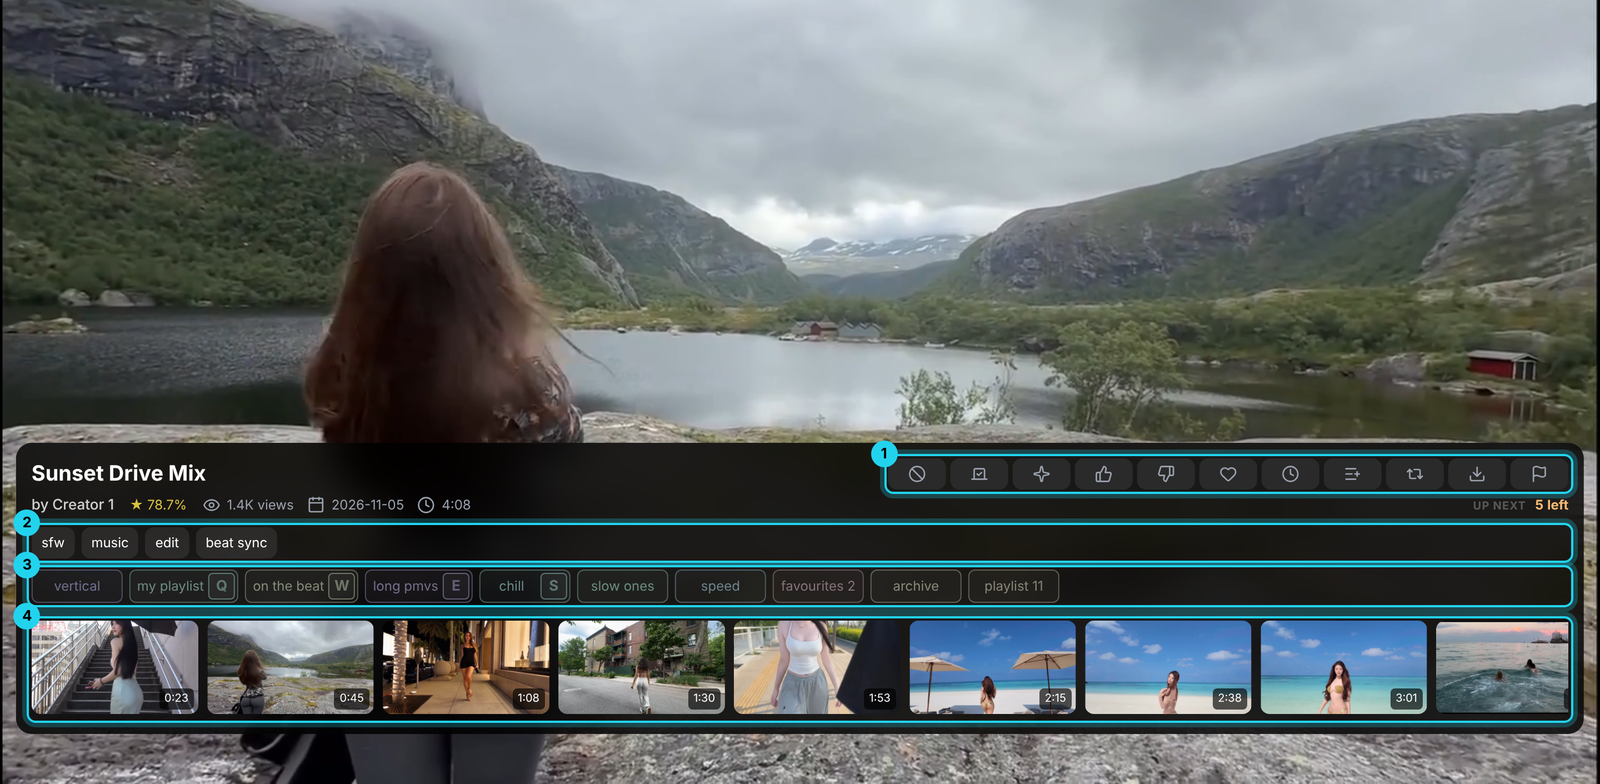 1
Sunset Drive Mix
by Creator 1 ★ 78.7% 1.4K views 2026-11-05 4:08
UP NEXT 5 left
2
sfw music edit beat sync
3
vertical my playlist Q on the beat W long pmvs E chill S slow ones speed favourites 2 archive playlist 11
4
0:23 0:45 1:08 1:30 1:53 2:15 2:38 3:01